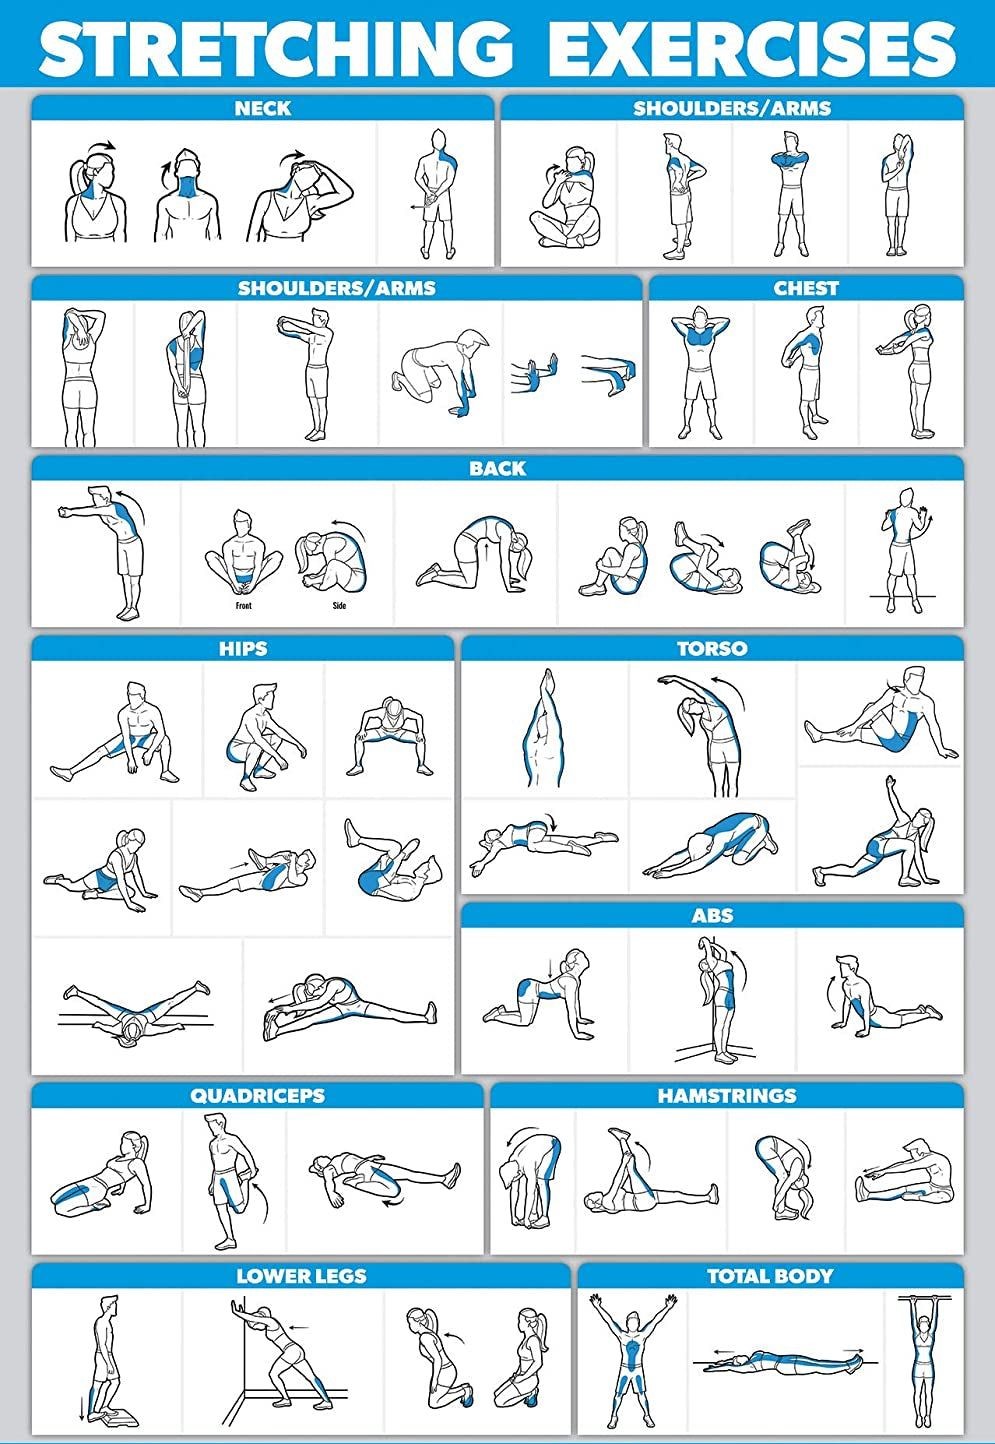 STRETCHING EXERCISES
NECK
SHOULDERS/ARMS
SHOULDERS/ARMS
CHEST
BACK
Front
Side
HIPS
TORSO
ABS
QUADRICEPS
HAMSTRINGS
LOWER LEGS
TOTAL BODY